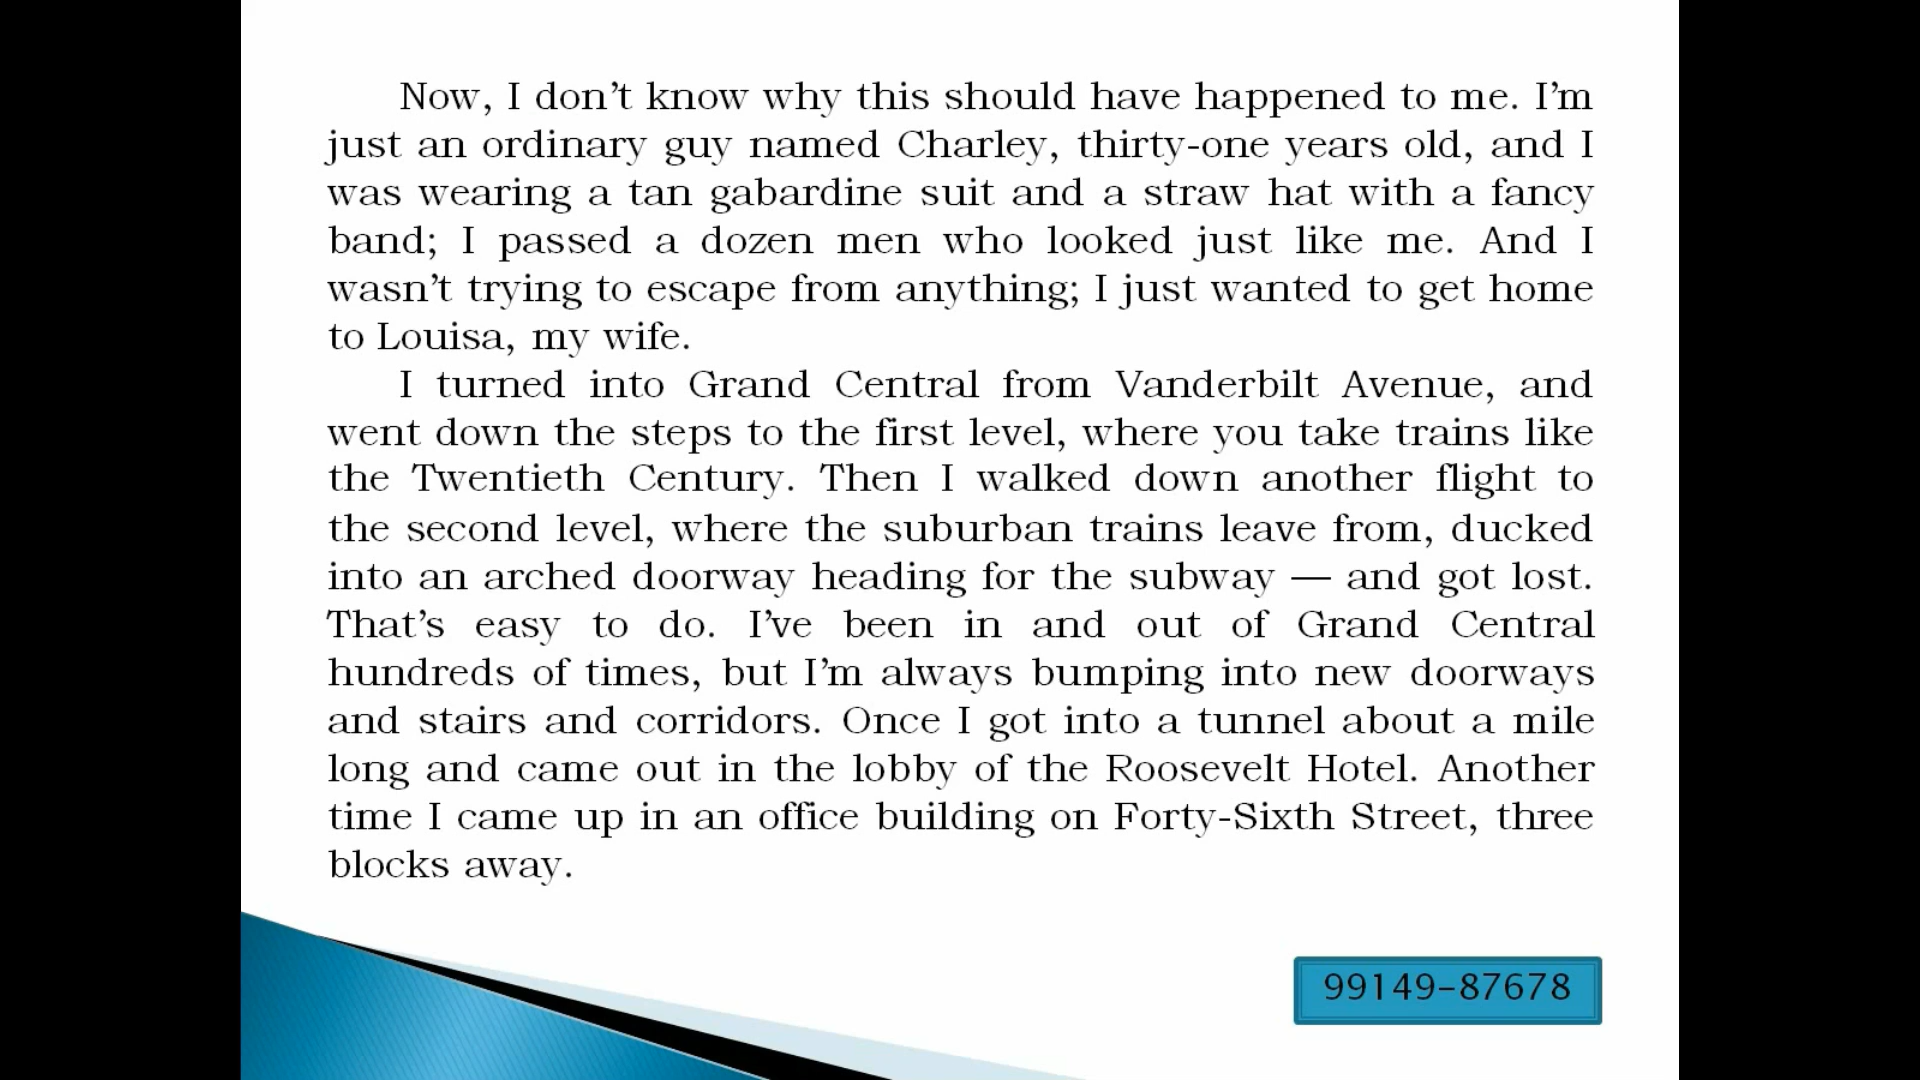 Now, I don’t know why this should have happened to me. I’m
just an ordinary guy named Charley, thirty-one years old, and I
was wearing a tan gabardine suit and a straw hat with a fancy
band; I passed a dozen men who looked just like me. And I
wasn’t trying to escape from anything; I just wanted to get home
to Louisa, my wife.
I turned into Grand Central from Vanderbilt Avenue, and
went down the steps to the first level, where you take trains like
the Twentieth Century. Then I walked down another flight to
the second level, where the suburban trains leave from, ducked
into an arched doorway heading for the subway — and got lost.
That’s easy to do. I’ve been in and out of Grand Central
hundreds of times, but I’m always bumping into new doorways
and stairs and corridors. Once I got into a tunnel about a mile
long and came out in the lobby of the Roosevelt Hotel. Another
time I came up in an office building on Forty-Sixth Street, three
blocks away.
99149-87678